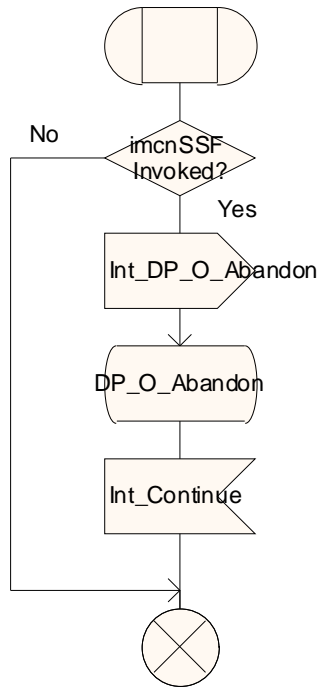 No
imcnSSF
Invoked?
Yes
Int_DP_O_Abandon
DP_O_Abandon
Int_Continue